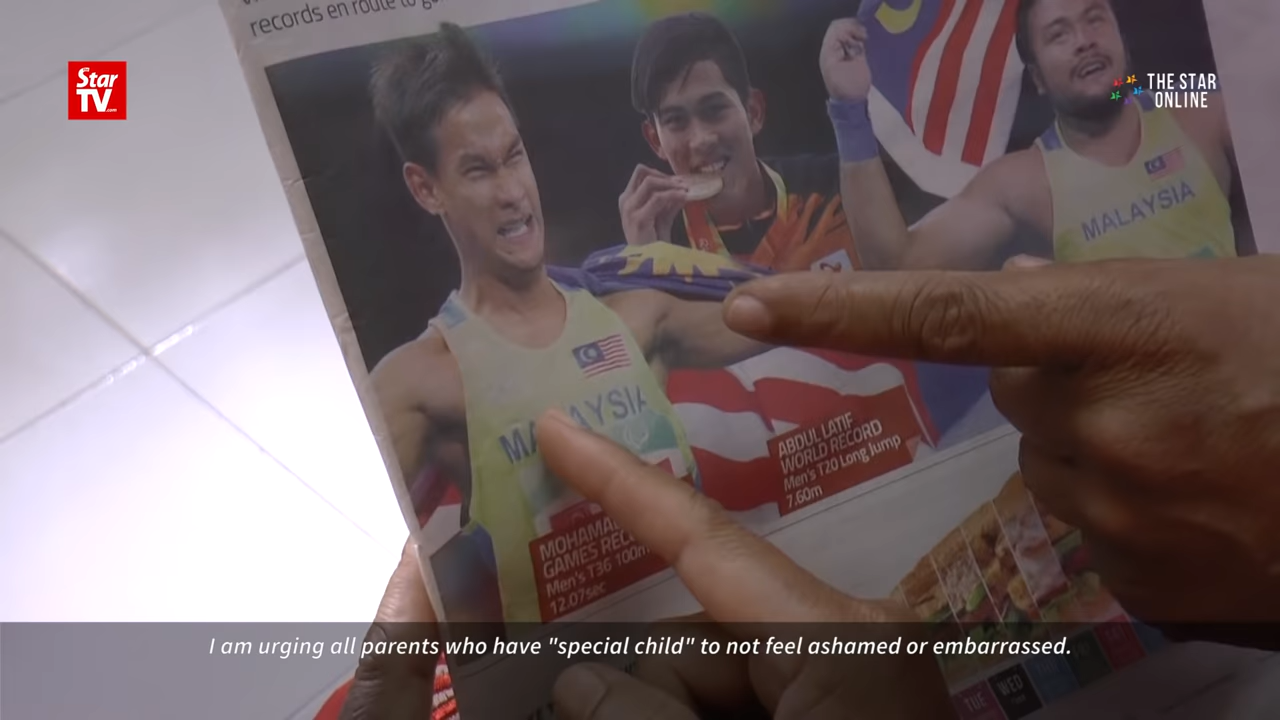 records en route to
Star
TV.com
THE STAR
ONLINE
MALAYSIA
MALAYSIA
ABDUL LATIF
WORLD RECORD
Men's T20 Long Jump
7.60m
GAMES
Men's T36 100m
12.07sec
I am urging all parents who have "special child" to not feel ashamed or embarrassed.
TUE
WED